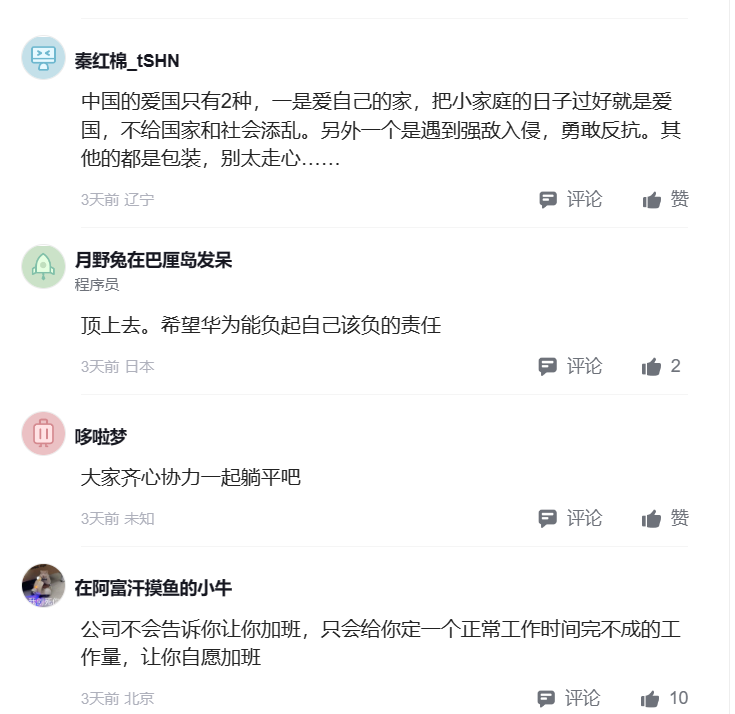 秦红棉_tSHN
中国的爱国只有2种，一是爱自己的家，把小家庭的日子过好就是爱
国，不给国家和社会添乱。另外一个是遇到强敌入侵，勇敢反抗。其
他的都是包装，别太走心……
3天前 辽宁 评论 赞
月野兔在巴厘岛发呆
程序员
顶上去。希望华为能负起自己该负的责任
3天前 日本 评论 2
哆啦梦
大家齐心协力一起躺平吧
3天前 未知 评论 赞
在阿富汗摸鱼的小牛
公司不会告诉你让你加班，只会给你定一个正常工作时间完不成的工
作量，让你自愿加班
3天前 北京 评论 10